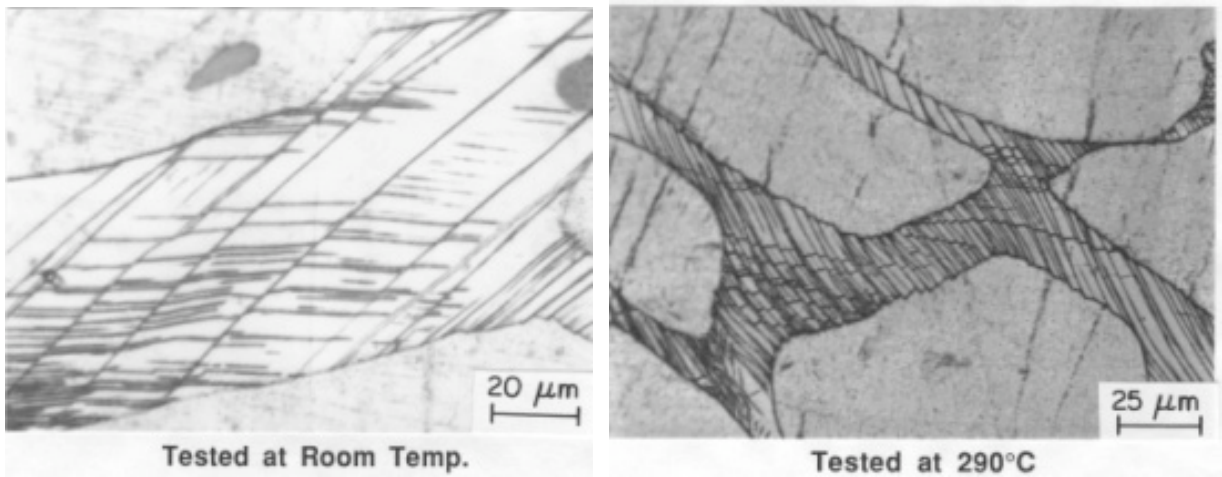 20 μm
Tested at Room Temp.
25 μm
Tested at 290°C